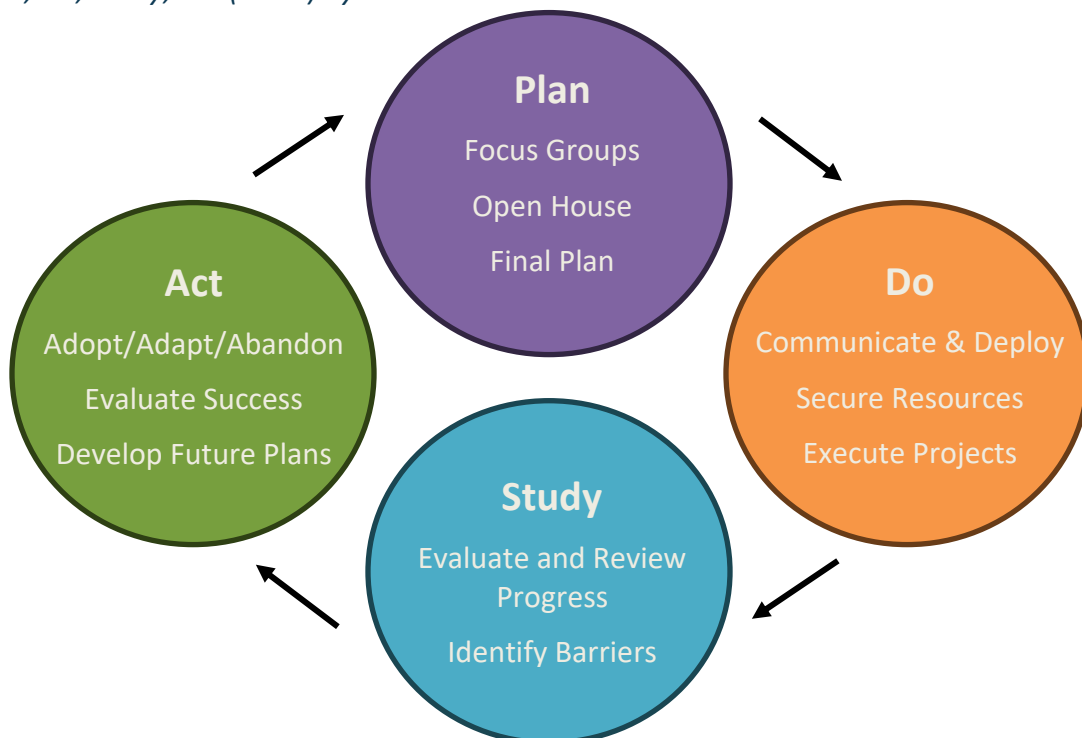 Plan
Focus Groups
Open House
Final Plan
Do
Communicate & Deploy
Secure Resources
Execute Projects
Study
Evaluate and Review
Progress
Identify Barriers
Act
Adopt/Adapt/Abandon
Evaluate Success
Develop Future Plans